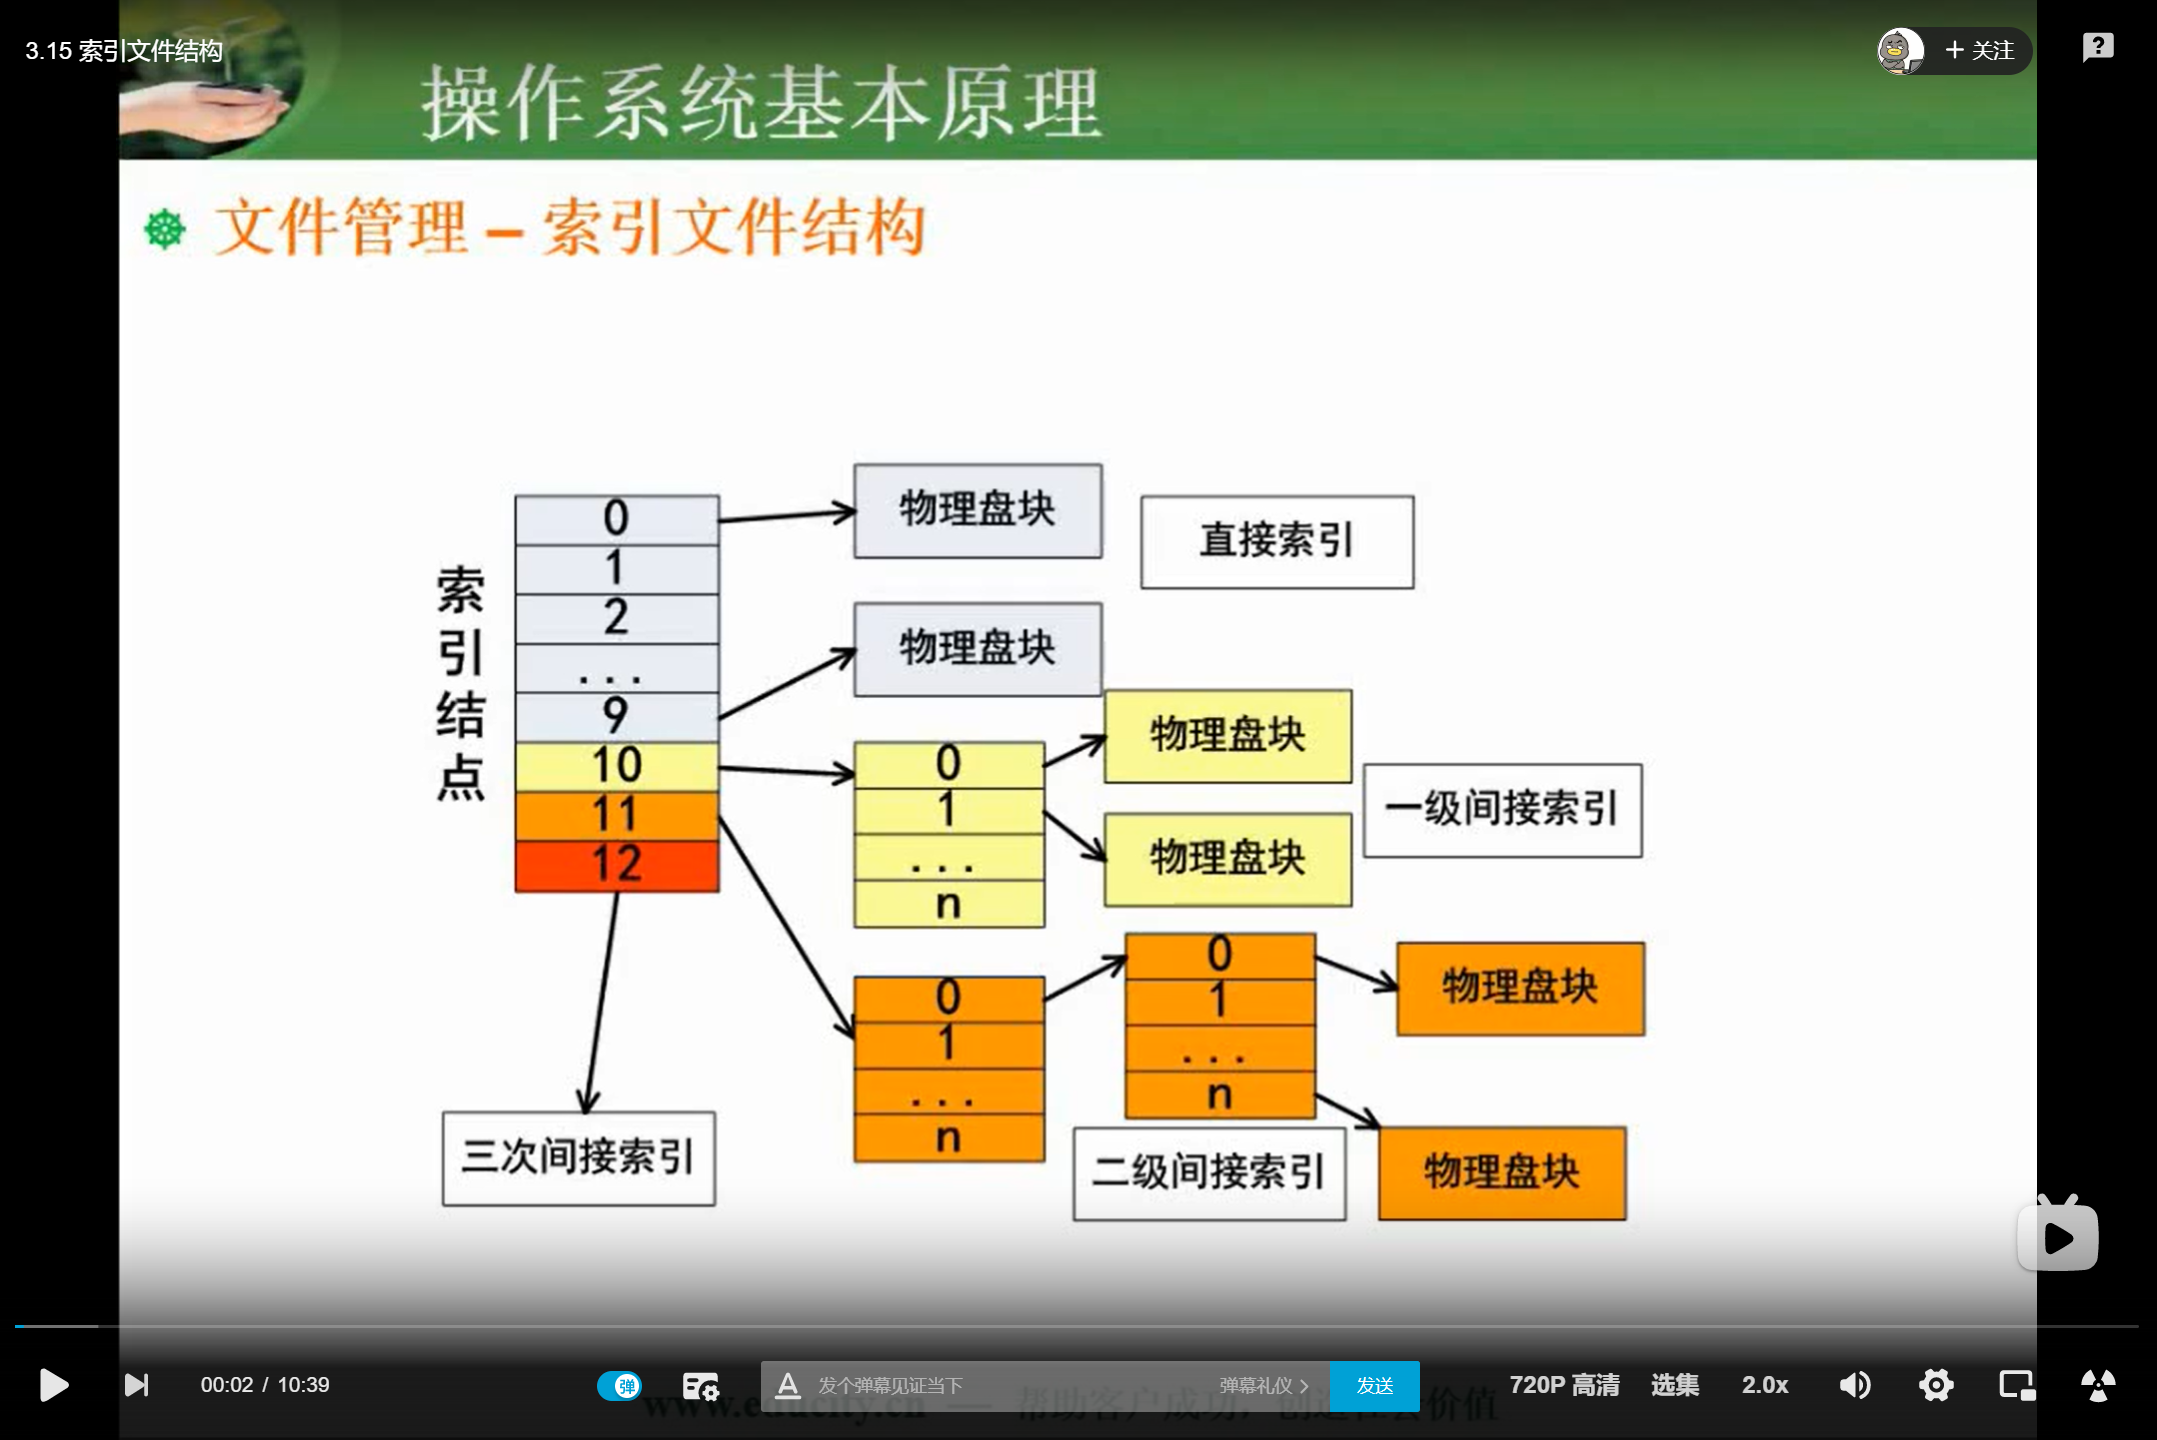 3.15 索引文件结构
+ 关注
操作系统基本原理
文件管理 – 索引文件结构
索引结点
0
1
2
...
9
10
11
12
物理盘块
直接索引
物理盘块
0
1
...
n
物理盘块
物理盘块
一级间接索引
0
1
...
n
0
1
...
n
物理盘块
物理盘块
二级间接索引
三次间接索引
00:02 / 10:39
弹
发个弹幕见证当下
弹幕礼仪 >
发送
720P 高清
选集
2.0x
www.educity.cn — 帮助客户成功，创造社会价值